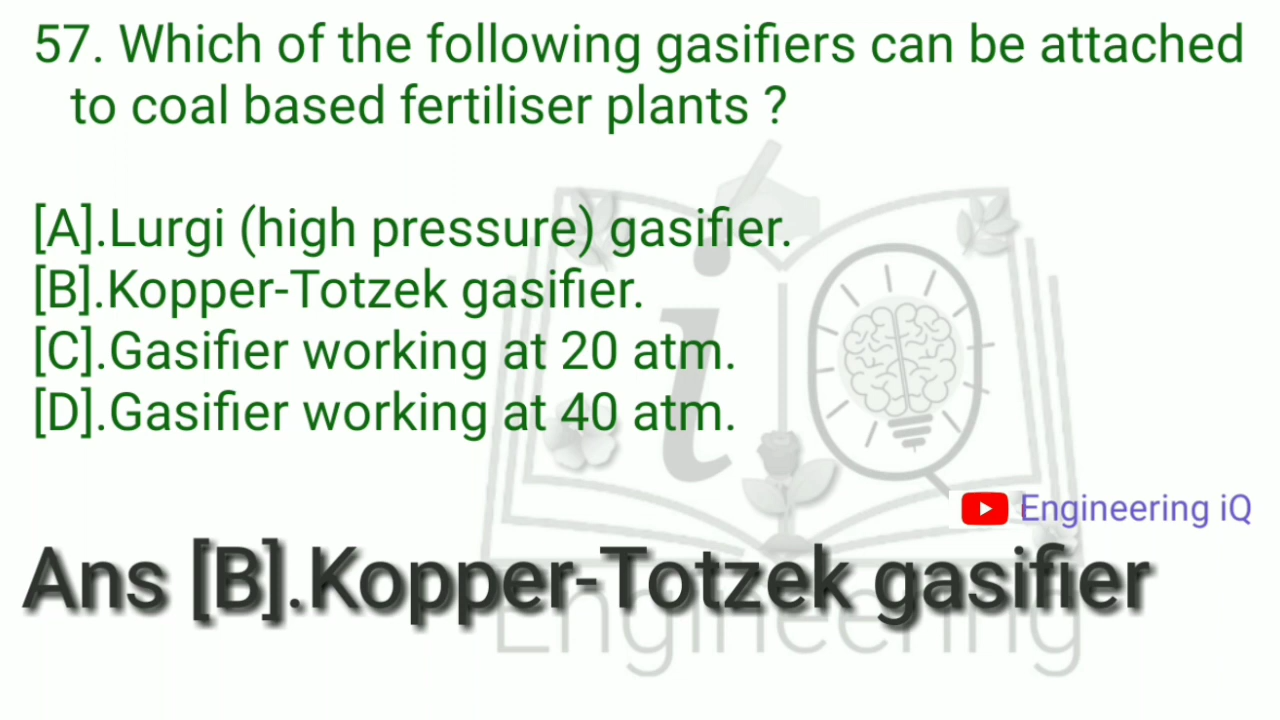 57. Which of the following gasifiers can be attached
to coal based fertiliser plants ?
[A].Lurgi (high pressure) gasifier.
[B].Kopper-Totzek gasifier.
[C].Gasifier working at 20 atm.
[D].Gasifier working at 40 atm.
Engineering iQ
Ans [B].Kopper-Totzek gasifier
Engineering